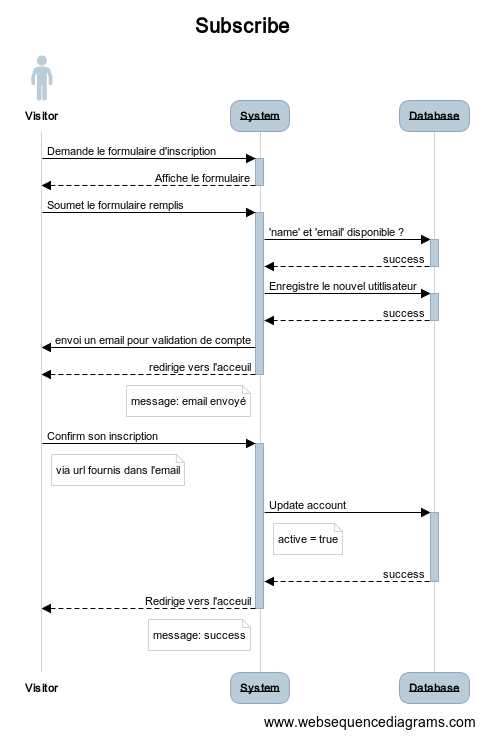 Subscribe
Visitor
System
Database
Demande le formulaire d'inscription
Affiche le formulaire
Soumet le formulaire remplis
'name' et 'email' disponible ?
success
Enregistre le nouvel utitlisateur
success
envoi un email pour validation de compte
redirige vers l'acceuil
message: email envoyé
Confirm son inscription
via url fournis dans l'email
Update account
active = true
success
Redirige vers l'acceuil
message: success
Visitor
System
Database
www.websequencediagrams.com